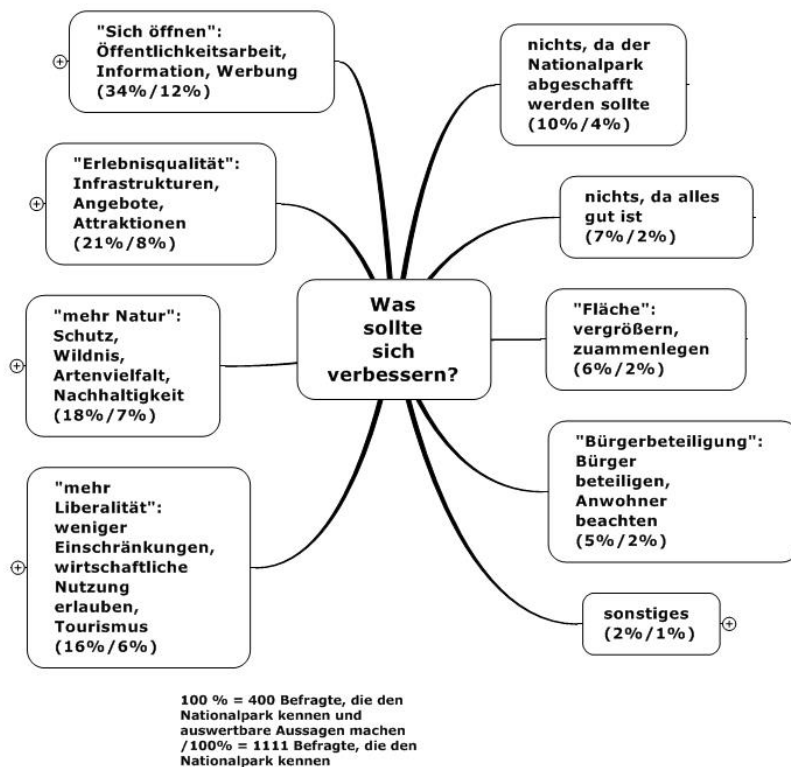 "Sich öffnen":
Öffentlichkeitsarbeit,
Information, Werbung
(34%/12%)
"Erlebnisqualität":
Infrastrukturen,
Angebote,
Attraktionen
(21%/8%)
"mehr Natur":
Schutz,
Wildnis,
Artenvielfalt,
Nachhaltigkeit
(18%/7%)
"mehr
Liberalität":
weniger
Einschränkungen,
wirtschaftliche
Nutzung
erlauben,
Tourismus
(16%/6%)
Was
sollte
sich
verbessern?
nichts, da der
Nationalpark
abgeschafft
werden sollte
(10%/4%)
nichts, da alles
gut ist
(7%/2%)
"Fläche":
vergrößern,
zuammenlegen
(6%/2%)
"Bürgerbeteiligung":
Bürger
beteiligen,
Anwohner
beachten
(5%/2%)
sonstiges
(2%/1%)
100 % = 400 Befragte, die den
Nationalpark kennen und
auswertbare Aussagen machen
/100% = 1111 Befragte, die den
Nationalpark kennen